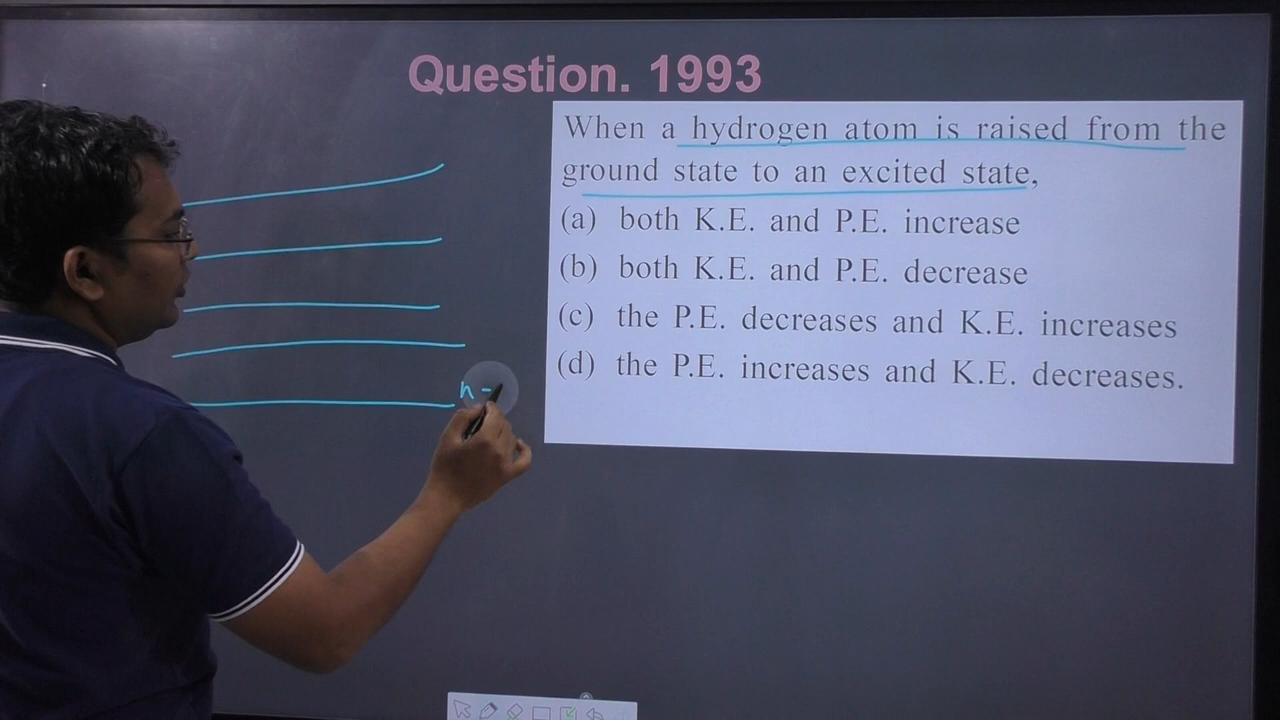 Question. 1993
When a hydrogen atom is raised from the
ground state to an excited state,
(a) both K.E. and P.E. increase
(b) both K.E. and P.E. decrease
(c) the P.E. decreases and K.E. increases
(d) the P.E. increases and K.E. decreases.
n -